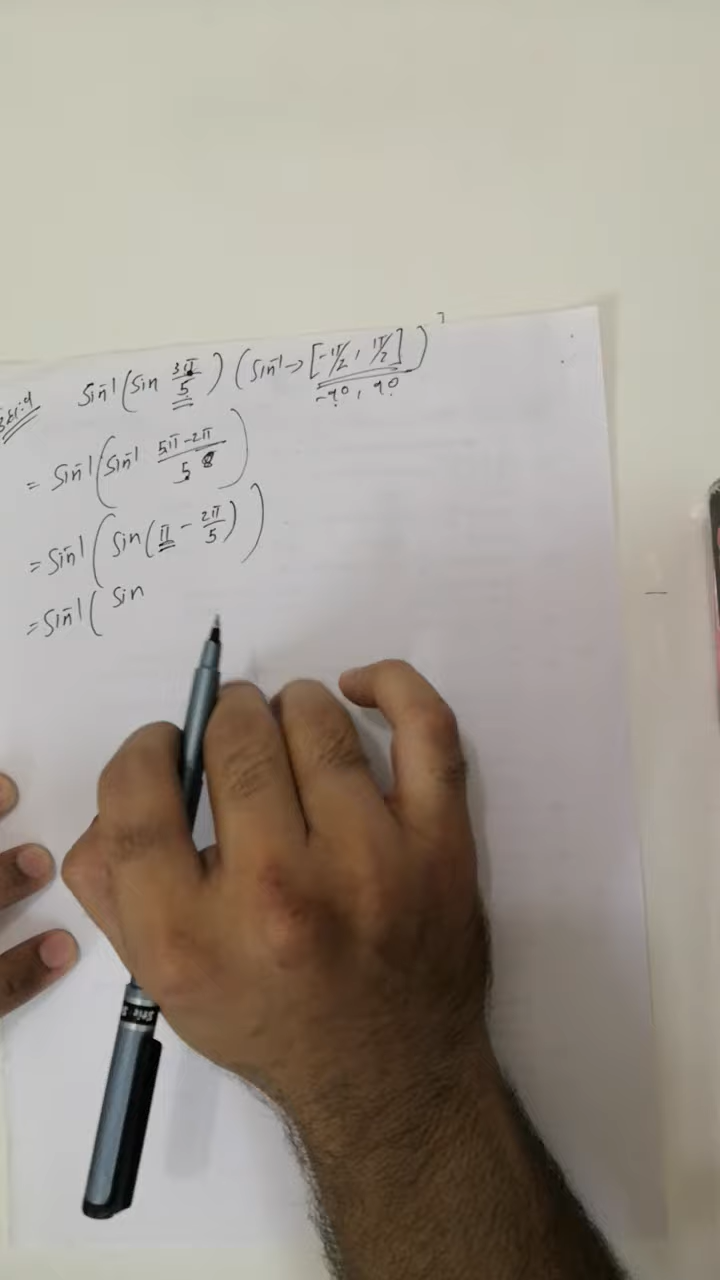 sin⁻¹(sin 3π/5) (sin⁻¹→ [-π/2, π/2])
-90, 90
= sin⁻¹(sin⁻¹ 5π-2π/5)
= sin⁻¹(sin(π - 2π/5))
= sin⁻¹( sin